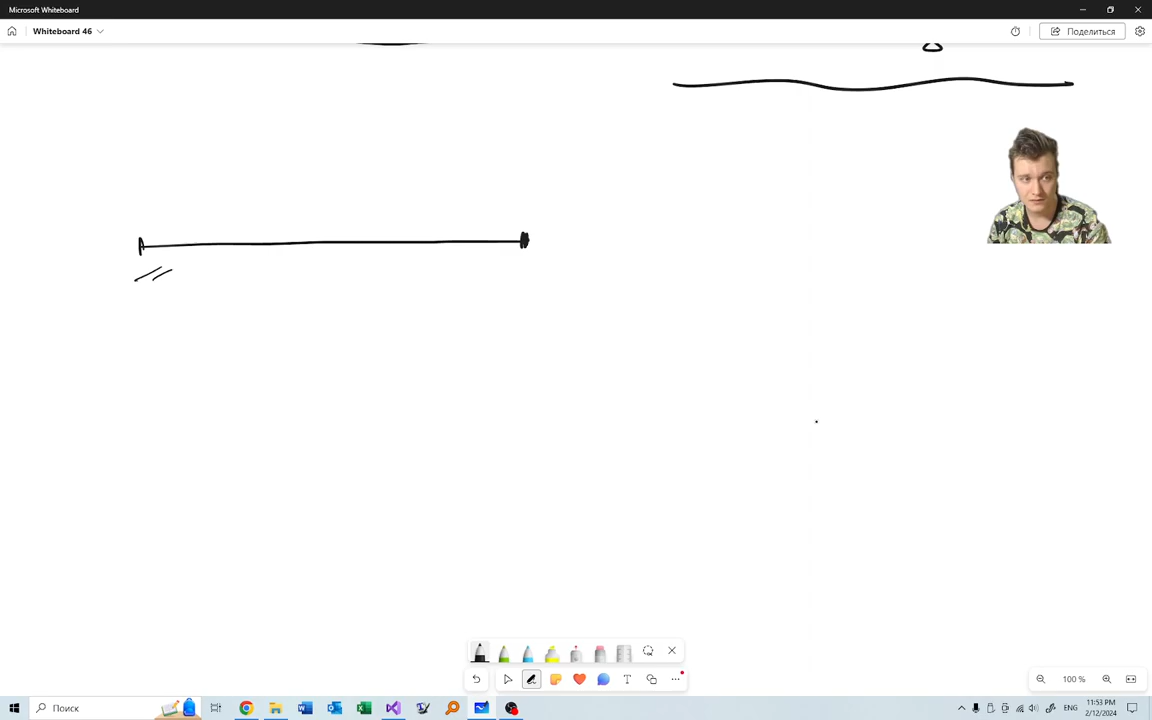 Microsoft Whiteboard
Whiteboard 46
Поделиться
100 %
Поиск
ENG
11:53 PM
2/12/2024